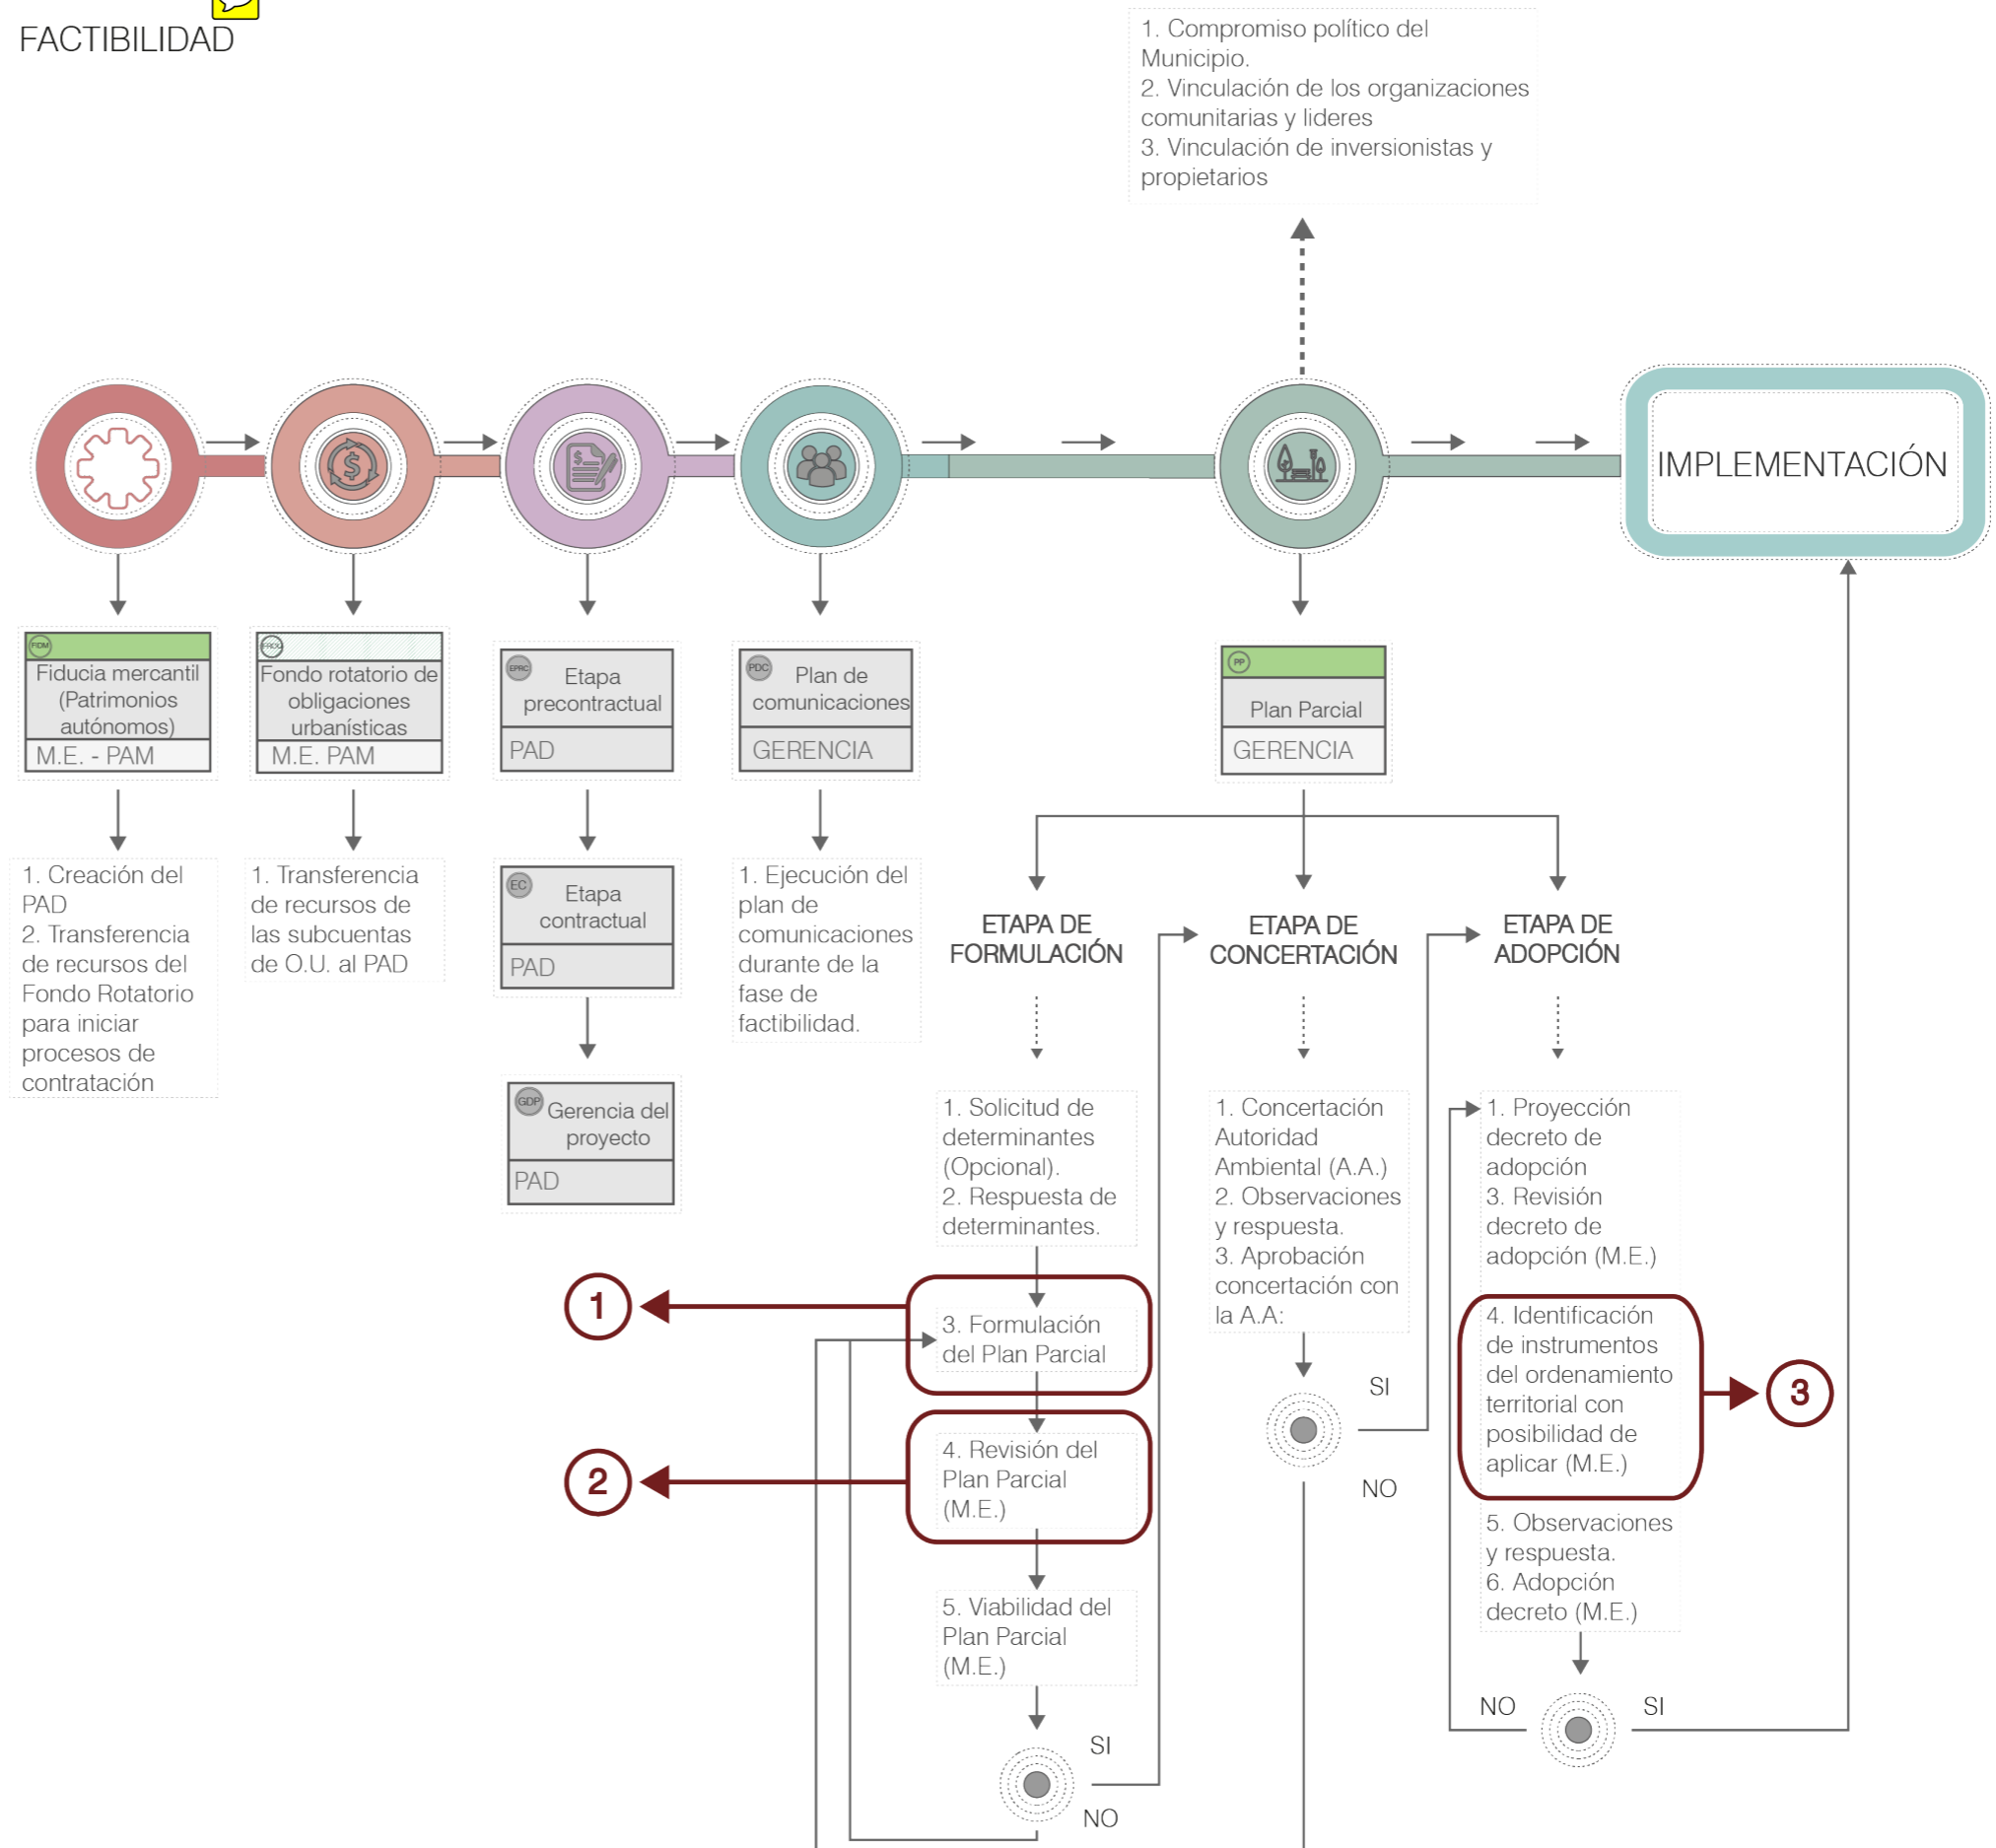 FACTIBILIDAD
1. Compromiso político del
Municipio.
2. Vinculación de los organizaciones
comunitarias y lideres
3. Vinculación de inversionistas y
propietarios
IMPLEMENTACIÓN
FIDM
Fiducia mercantil
(Patrimonios
autónomos)
M.E. - PAM
Fondo rotatorio de
obligaciones
urbanísticas
M.E. PAM
EPRC
Etapa
precontractual
PAD
PDC
Plan de
comunicaciones
GERENCIA
PP
Plan Parcial
GERENCIA
1. Creación del
PAD
2. Transferencia
de recursos del
Fondo Rotatorio
para iniciar
procesos de
contratación
1. Transferencia
de recursos de
las subcuentas
de O.U. al PAD
EC
Etapa
contractual
PAD
GDP
Gerencia del
proyecto
PAD
1. Ejecución del
plan de
comunicaciones
durante de la
fase de
factibilidad.
ETAPA DE
FORMULACIÓN
1. Solicitud de
determinantes
(Opcional).
2. Respuesta de
determinantes.
1
3. Formulación
del Plan Parcial
2
4. Revisión del
Plan Parcial
(M.E.)
5. Viabilidad del
Plan Parcial
(M.E.)
SI
NO
ETAPA DE
CONCERTACIÓN
1. Concertación
Autoridad
Ambiental (A.A.)
2. Observaciones
y respuesta.
3. Aprobación
concertación con
la A.A:
SI
NO
ETAPA DE
ADOPCIÓN
1. Proyección
decreto de
adopción
3. Revisión
decreto de
adopción (M.E.)
4. Identificación
de instrumentos
del ordenamiento
territorial con
posibilidad de
aplicar (M.E.)
3
5. Observaciones
y respuesta.
6. Adopción
decreto (M.E.)
NO
SI